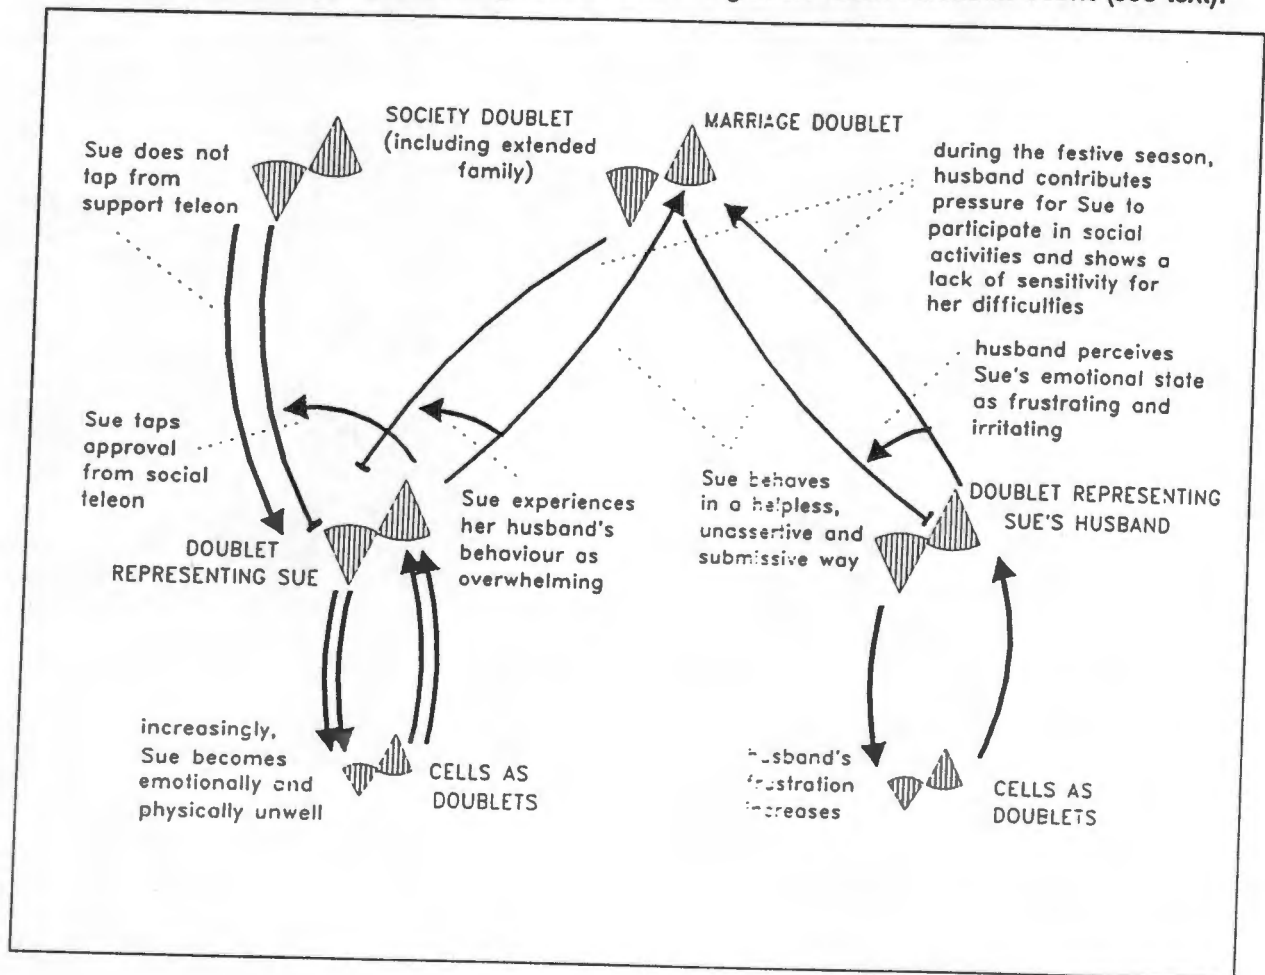 (see text).
SOCIETY DOUBLET
(including extended
family)
MARRIAGE DOUBLET
Sue does not
tap from
support teleon
during the festive season,
husband contributes
pressure for Sue to
participate in social
activities and shows a
lack of sensitivity for
her difficulties
husband perceives
Sue's emotional state
as frustrating and
irritating
Sue taps
approval
from social
teleon
Sue experiences
her husband's
behaviour as
overwhelming
Sue behaves
in a helpless,
unassertive and
submissive way
DOUBLET REPRESENTING
SUE'S HUSBAND
DOUBLET
REPRESENTING SUE
increasingly,
Sue becomes
emotionally and
physically unwell
CELLS AS
DOUBLETS
husband's
frustration
increases
CELLS AS
DOUBLETS